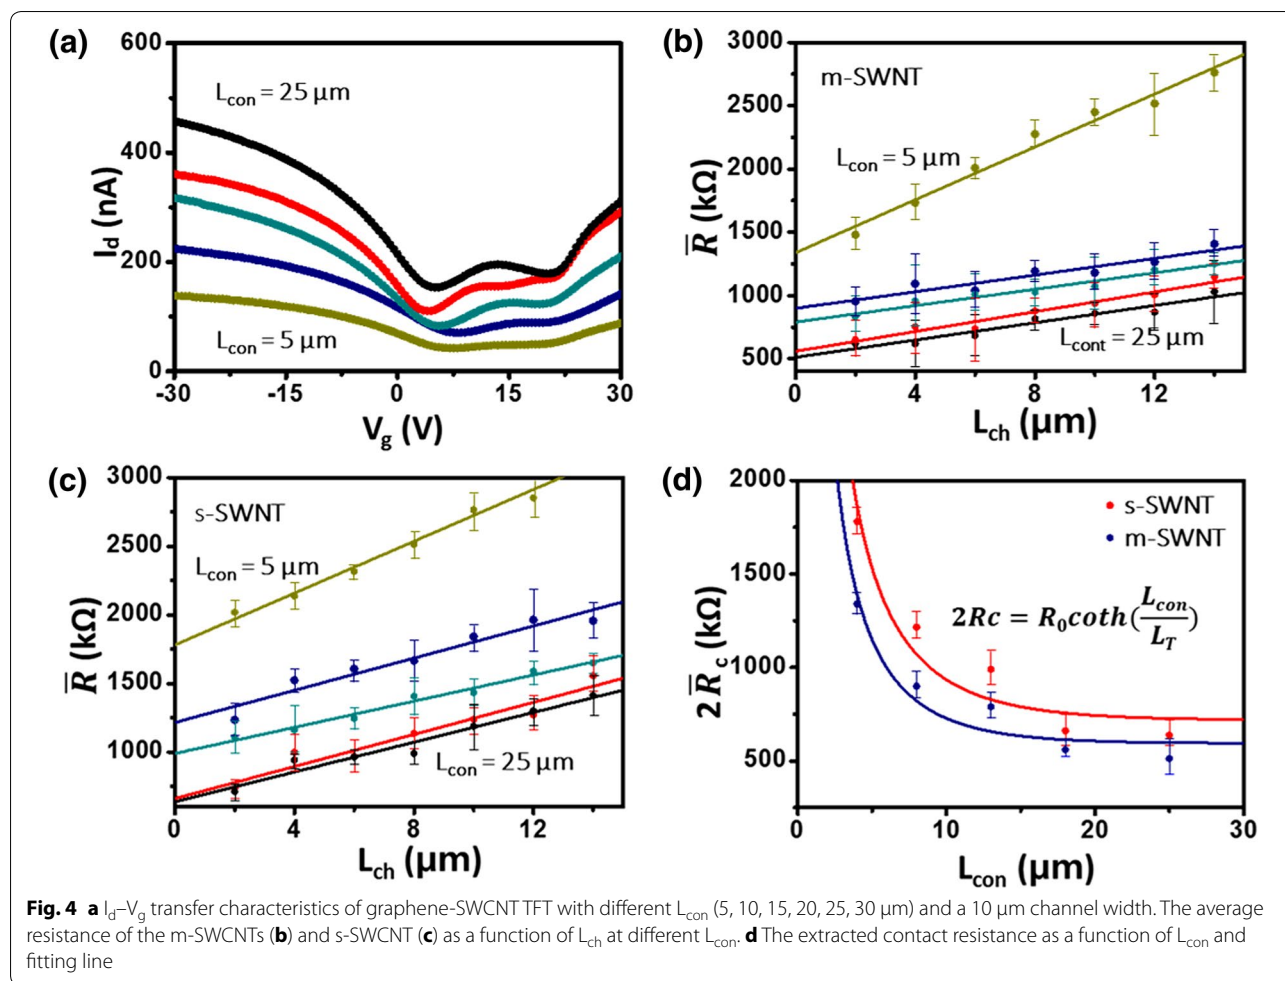 (a)
600
400
200
0
I_d (nA)
L_con = 25 µm
L_con = 5 µm
-30 -15 0 15 30
V_g (V)
(b)
3000
2500
2000
1500
1000
500
R̅ (kΩ)
m-SWNT
L_con = 5 µm
L_cont = 25 µm
0 4 8 12
L_ch (µm)
(c)
3000
2500
2000
1500
1000
R̅ (kΩ)
s-SWNT
L_con = 5 µm
L_con = 25 µm
0 4 8 12
L_ch (µm)
(d)
2000
1500
1000
500
0
2R̅_c (kΩ)
s-SWNT
m-SWNT
2Rc = R_0coth(L_con/L_T)
0 10 20 30
L_con (µm)
Fig. 4 a I_d–V_g transfer characteristics of graphene-SWCNT TFT with different L_con (5, 10, 15, 20, 25, 30 µm) and a 10 µm channel width. The average
resistance of the m-SWCNTs (b) and s-SWCNT (c) as a function of L_ch at different L_con. d The extracted contact resistance as a function of L_con and
fitting line